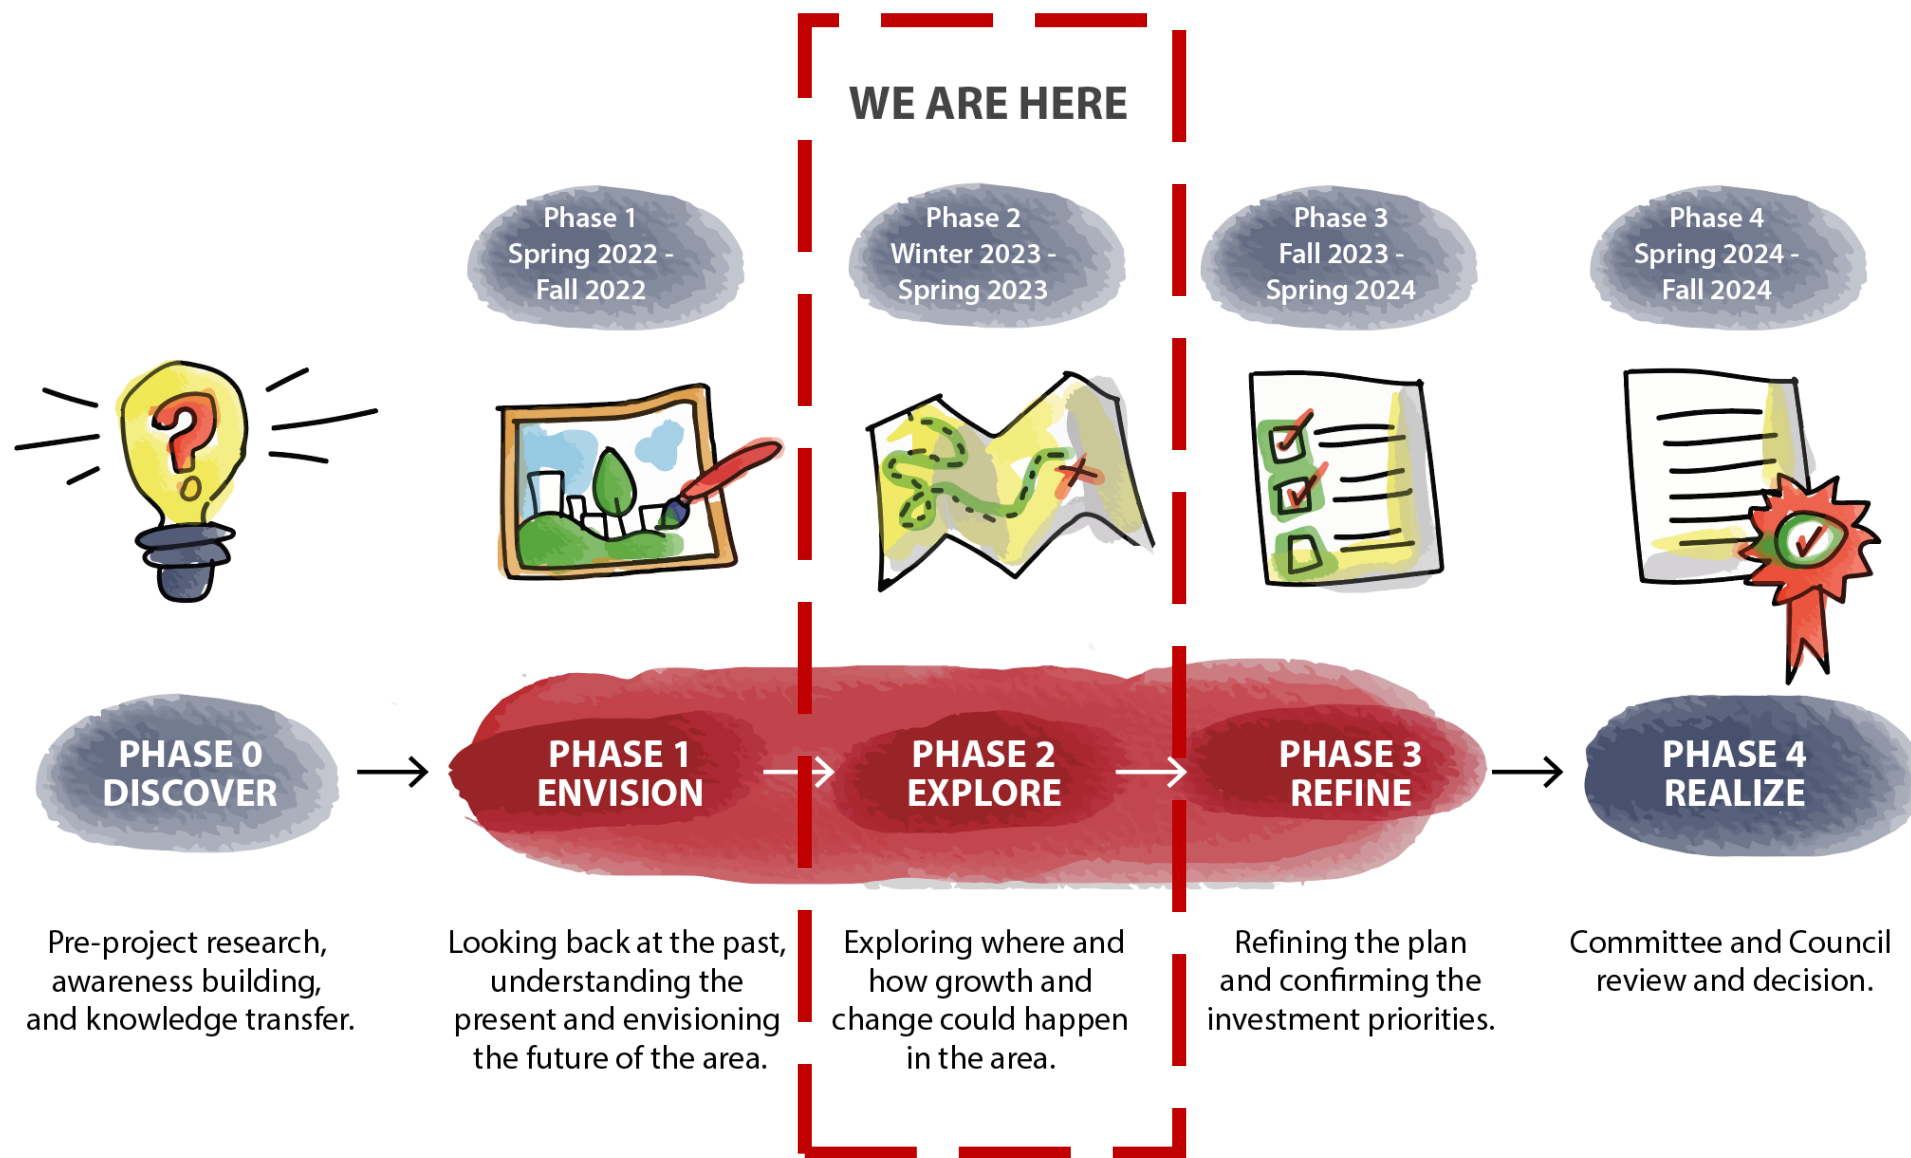 WE ARE HERE
Phase 1
Spring 2022 -
Fall 2022
Phase 2
Winter 2023 -
Spring 2023
Phase 3
Fall 2023 -
Spring 2024
Phase 4
Spring 2024 -
Fall 2024
PHASE 0
DISCOVER
PHASE 1
ENVISION
PHASE 2
EXPLORE
PHASE 3
REFINE
PHASE 4
REALIZE
Pre-project research,
awareness building,
and knowledge transfer.
Looking back at the past,
understanding the
present and envisioning
the future of the area.
Exploring where and
how growth and
change could happen
in the area.
Refining the plan
and confirming the
investment priorities.
Committee and Council
review and decision.